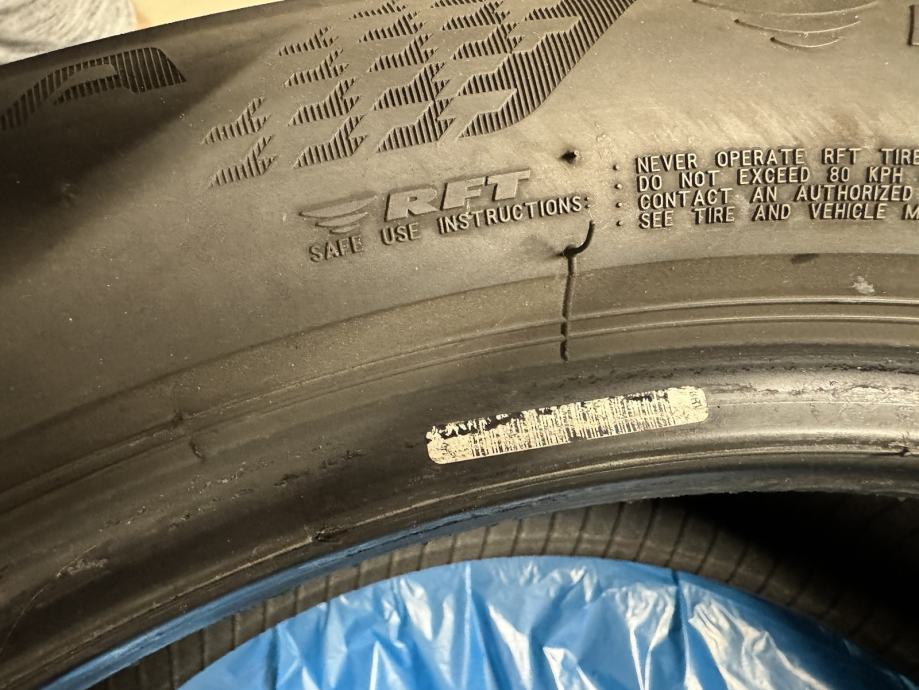 RFT
SAFE USE INSTRUCTIONS:
• NEVER OPERATE RFT TIRE
• DO NOT EXCEED 80 KPH
• CONTACT AN AUTHORIZED
• SEE TIRE AND VEHICLE M